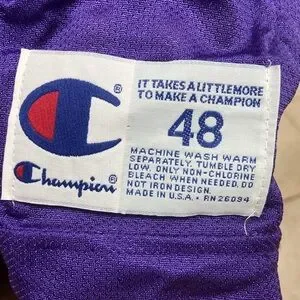 IT TAKES A LITTLE MORE
TO MAKE A CHAMPION
®
48
Champion®
MACHINE WASH WARM
SEPARATELY. TUMBLE DRY
LOW. ONLY NON-CHLORINE
BLEACH WHEN NEEDED. DO
NOT IRON DESIGN.
MADE IN U.S.A. • RN 26094